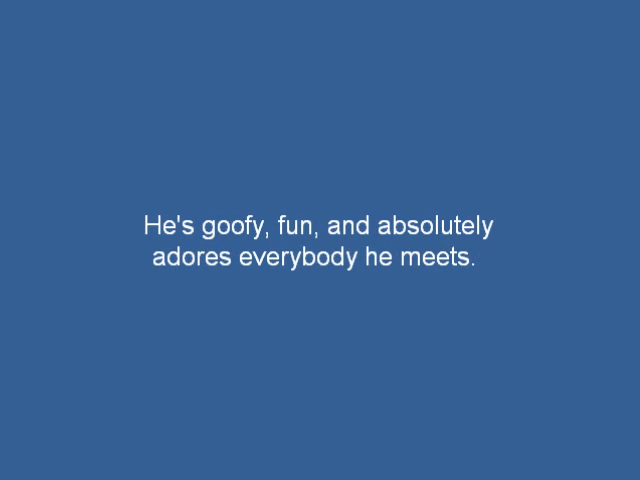 He's goofy, fun, and absolutely
adores everybody he meets.